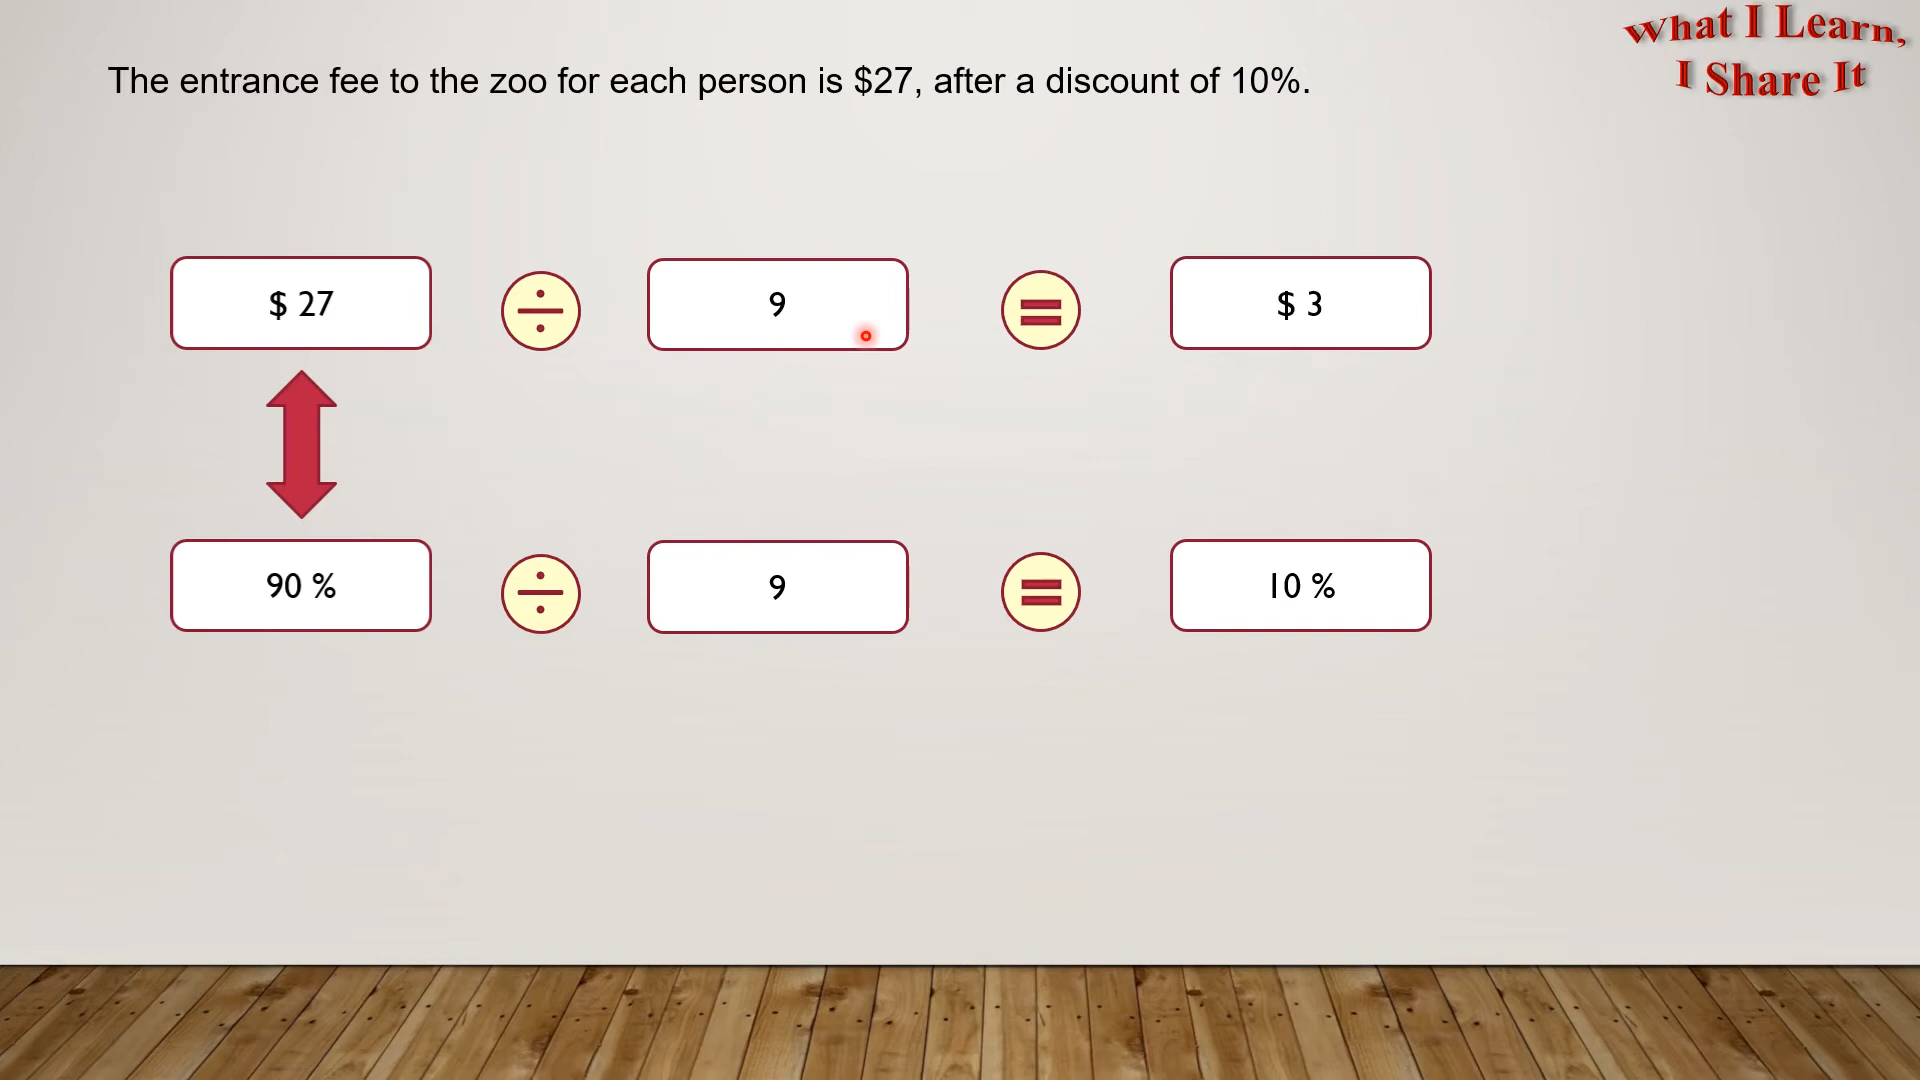 What I Learn,
I Share It
The entrance fee to the zoo for each person is $27, after a discount of 10%.
$ 27 ÷ 9 = $ 3
90 % ÷ 9 = 10 %